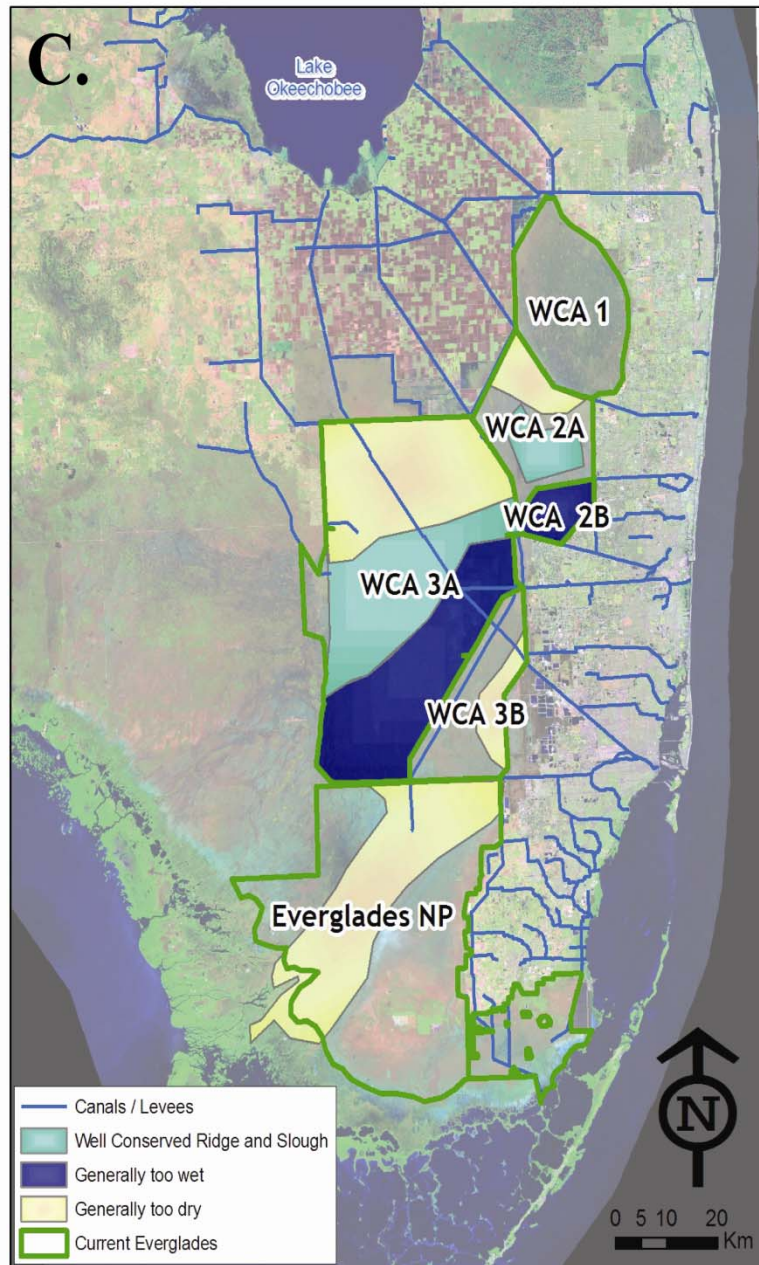 C.
Lake
Okeechobee
WCA 1
WCA 2A
WCA 2B
WCA 3A
WCA 3B
Everglades NP
Canals / Levees
Well Conserved Ridge and Slough
Generally too wet
Generally too dry
Current Everglades
N
0 5 10 20
Km